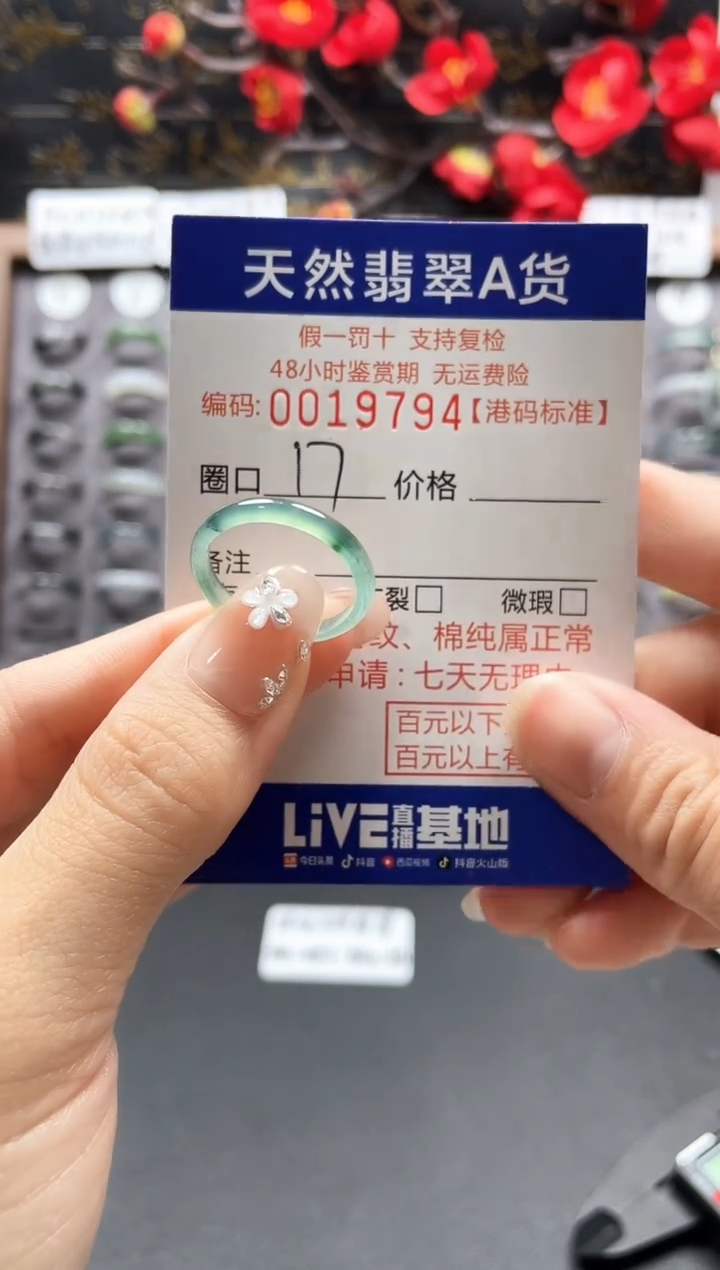 天然翡翠A货
假一罚十 支持复检
48小时鉴赏期 无运费险
编码: 0019794【港码标准】
圈口 17 价格
备注
裂□ 微瑕□
纹、棉纯属正常
申请：七天无理由
百元以下
百元以上有
LiVE直播基地
今日头条 抖音 西瓜视频 抖音火山版